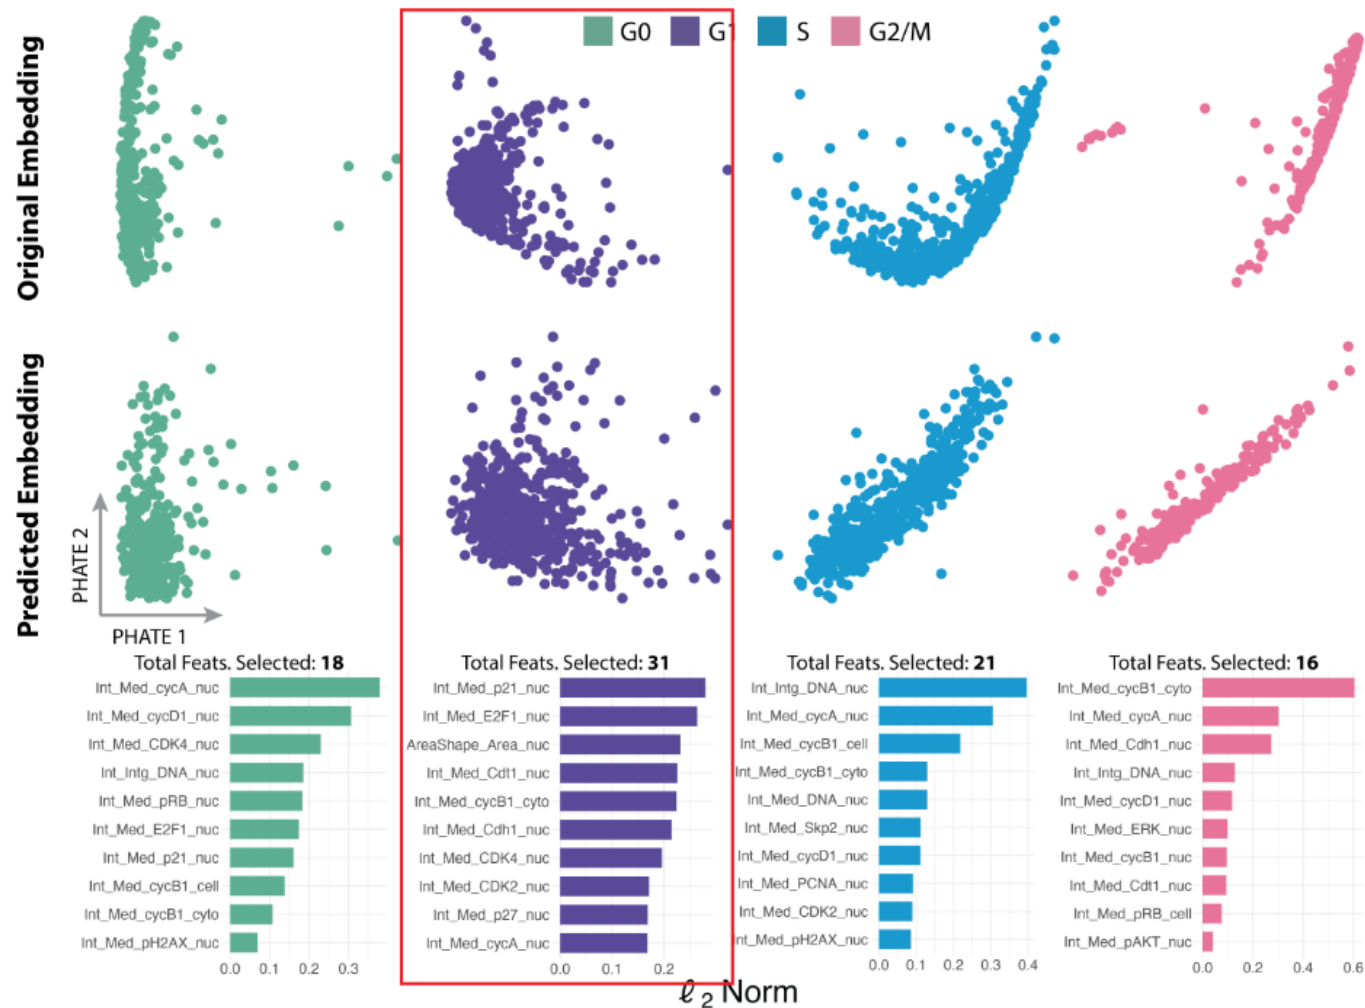 G0 G1 S G2/M
Original Embedding
Predicted Embedding
PHATE 2
PHATE 1
Total Feats. Selected: 18
Int_Med_cycA_nuc
Int_Med_cycD1_nuc
Int_Med_CDK4_nuc
Int_Intg_DNA_nuc
Int_Med_pRB_nuc
Int_Med_E2F1_nuc
Int_Med_p21_nuc
Int_Med_cycB1_cell
Int_Med_cycB1_cyto
Int_Med_pH2AX_nuc
0.0 0.1 0.2 0.3
Total Feats. Selected: 31
Int_Med_p21_nuc
Int_Med_E2F1_nuc
AreaShape_Area_nuc
Int_Med_Cdt1_nuc
Int_Med_cycB1_cyto
Int_Med_Cdh1_nuc
Int_Med_CDK4_nuc
Int_Med_CDK2_nuc
Int_Med_p27_nuc
Int_Med_cycA_nuc
0.0 0.1 0.2
Total Feats. Selected: 21
Int_Intg_DNA_nuc
Int_Med_cycA_nuc
Int_Med_cycB1_cell
Int_Med_cycB1_cyto
Int_Med_DNA_nuc
Int_Med_Skp2_nuc
Int_Med_cycD1_nuc
Int_Med_PCNA_nuc
Int_Med_CDK2_nuc
Int_Med_pH2AX_nuc
0.0 0.1 0.2 0.3 0.4
Total Feats. Selected: 16
Int_Med_cycB1_cyto
Int_Med_cycA_nuc
Int_Med_Cdh1_nuc
Int_Intg_DNA_nuc
Int_Med_cycD1_nuc
Int_Med_ERK_nuc
Int_Med_cycB1_nuc
Int_Med_Cdt1_nuc
Int_Med_pRB_cell
Int_Med_pAKT_nuc
0.0 0.2 0.4 0.6
ℓ₂ Norm